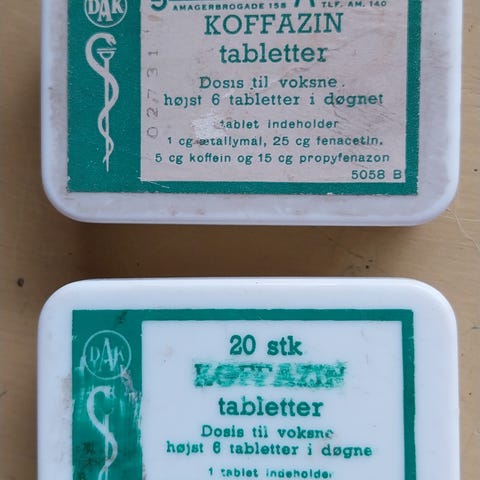 DAK
AMAGERBROGADE 158 TLF. AM. 140
KOFFAZIN
tabletter
Dosis til voksne
højst 6 tabletter i døgnet
tablet indeholder
1 cg ætallymal, 25 cg fenacetin.
5 cg koffein og 15 cg propyfenazon
5058 B
02731
DAK
20 stk
KOFFAZIN
tabletter
Dosis til voksne
højst 6 tabletter i døgne
1 tablet indeholder